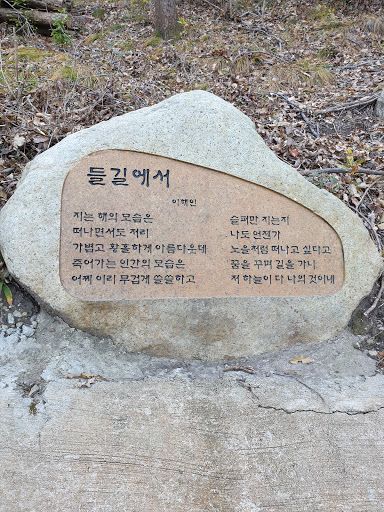 들길에서
이해인
지는 해의 모습은
떠나면서도 저리
가볍고 황홀하게 아름다운데
죽어가는 인간의 모습은
어찌 이리 무겁게 쓸쓸하고
슬퍼만 지는지
나도 언젠가
노을처럼 떠나고 싶다고
꿈을 꾸며 길을 가니
저 하늘이 다 나의 것이네